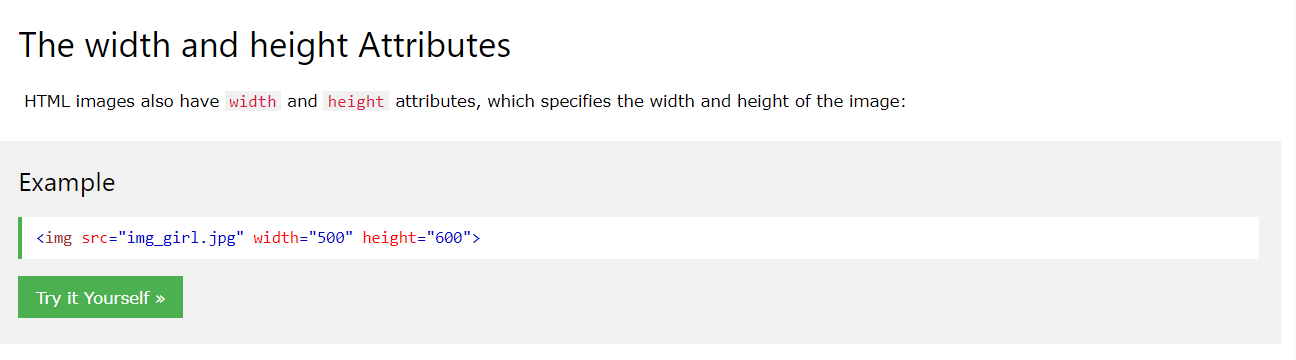 The width and height Attributes
HTML images also have width and height attributes, which specifies the width and height of the image:
Example
<img src="img_girl.jpg" width="500" height="600">
Try it Yourself »